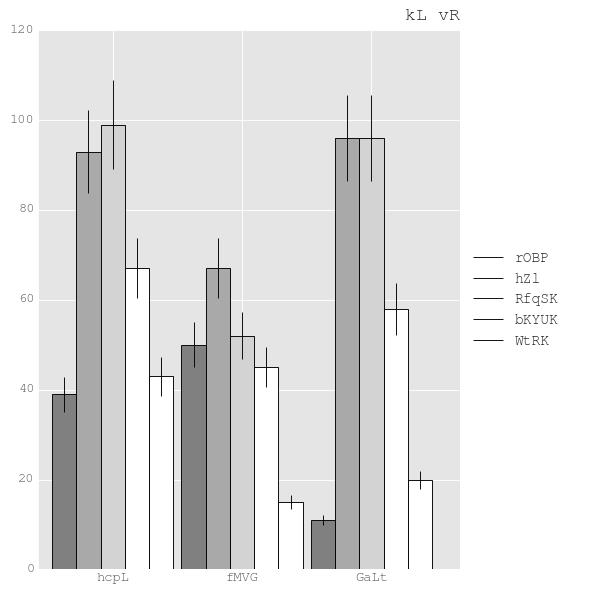 kL vR
120
100
80
60
40
20
0
hcpL fMVG GaLt
rOBP
hZl
RfqSK
bKYUK
WtRK